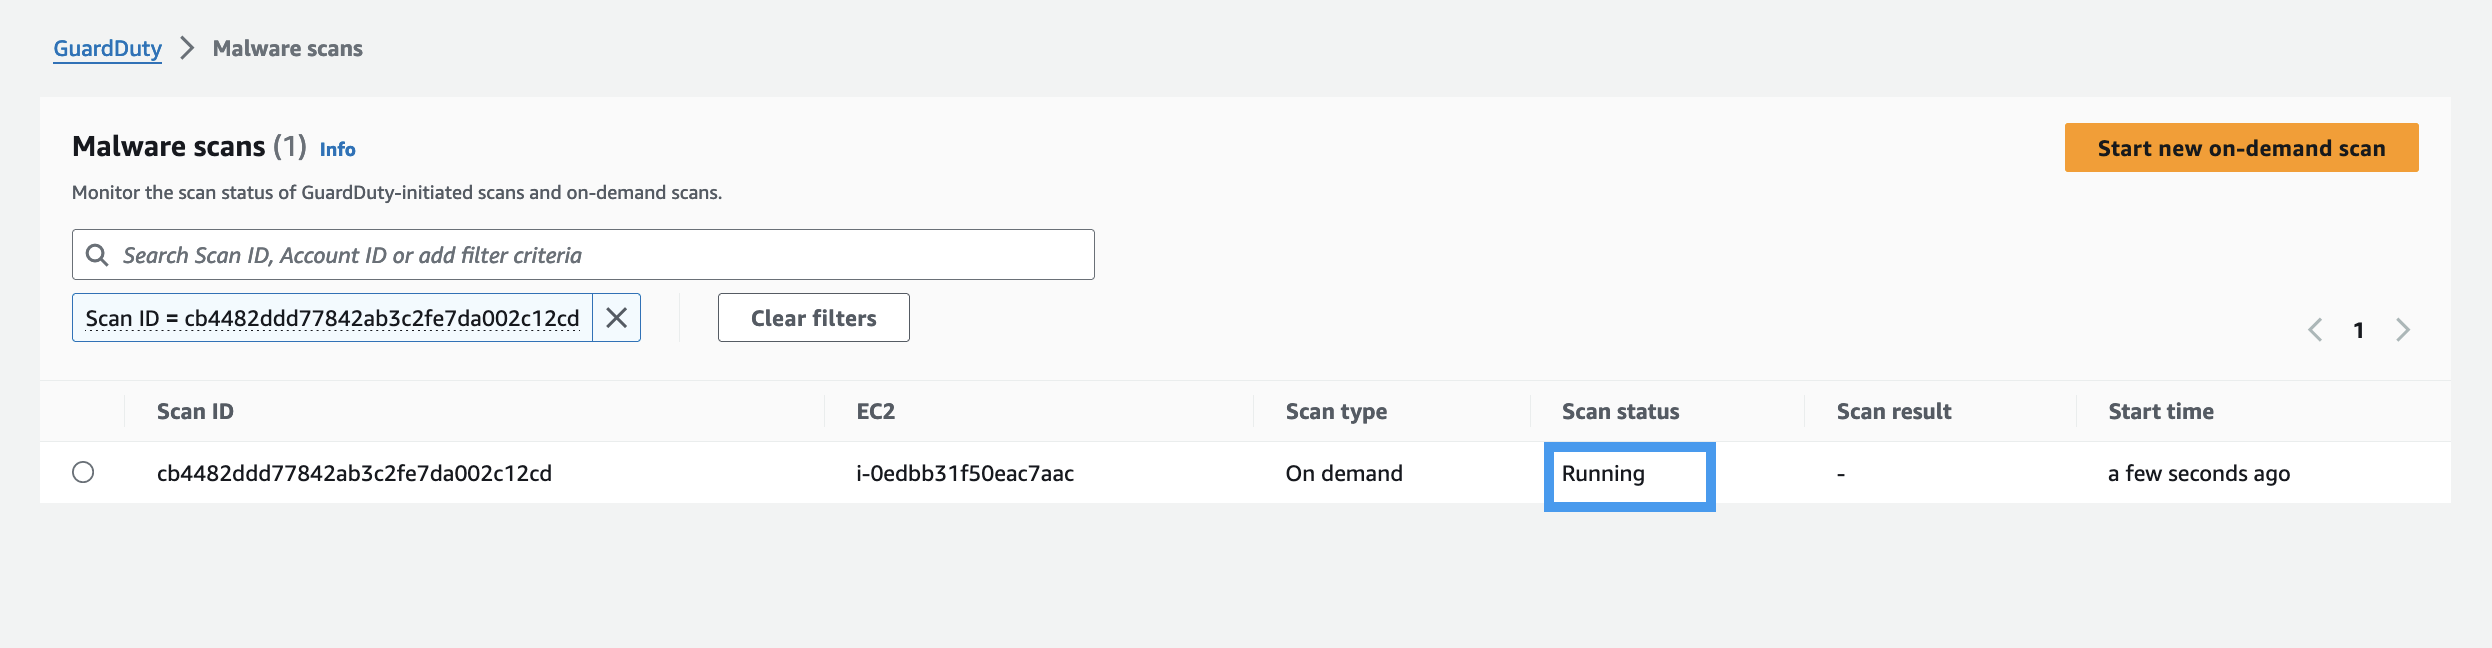 GuardDuty > Malware scans
Malware scans (1) Info
Start new on-demand scan
Monitor the scan status of GuardDuty-initiated scans and on-demand scans.
Search Scan ID, Account ID or add filter criteria
Scan ID = cb4482ddd77842ab3c2fe7da002c12cd
Clear filters
1
Scan ID EC2 Scan type Scan status Scan result Start time
cb4482ddd77842ab3c2fe7da002c12cd i-0edbb31f50eac7aac On demand Running - a few seconds ago